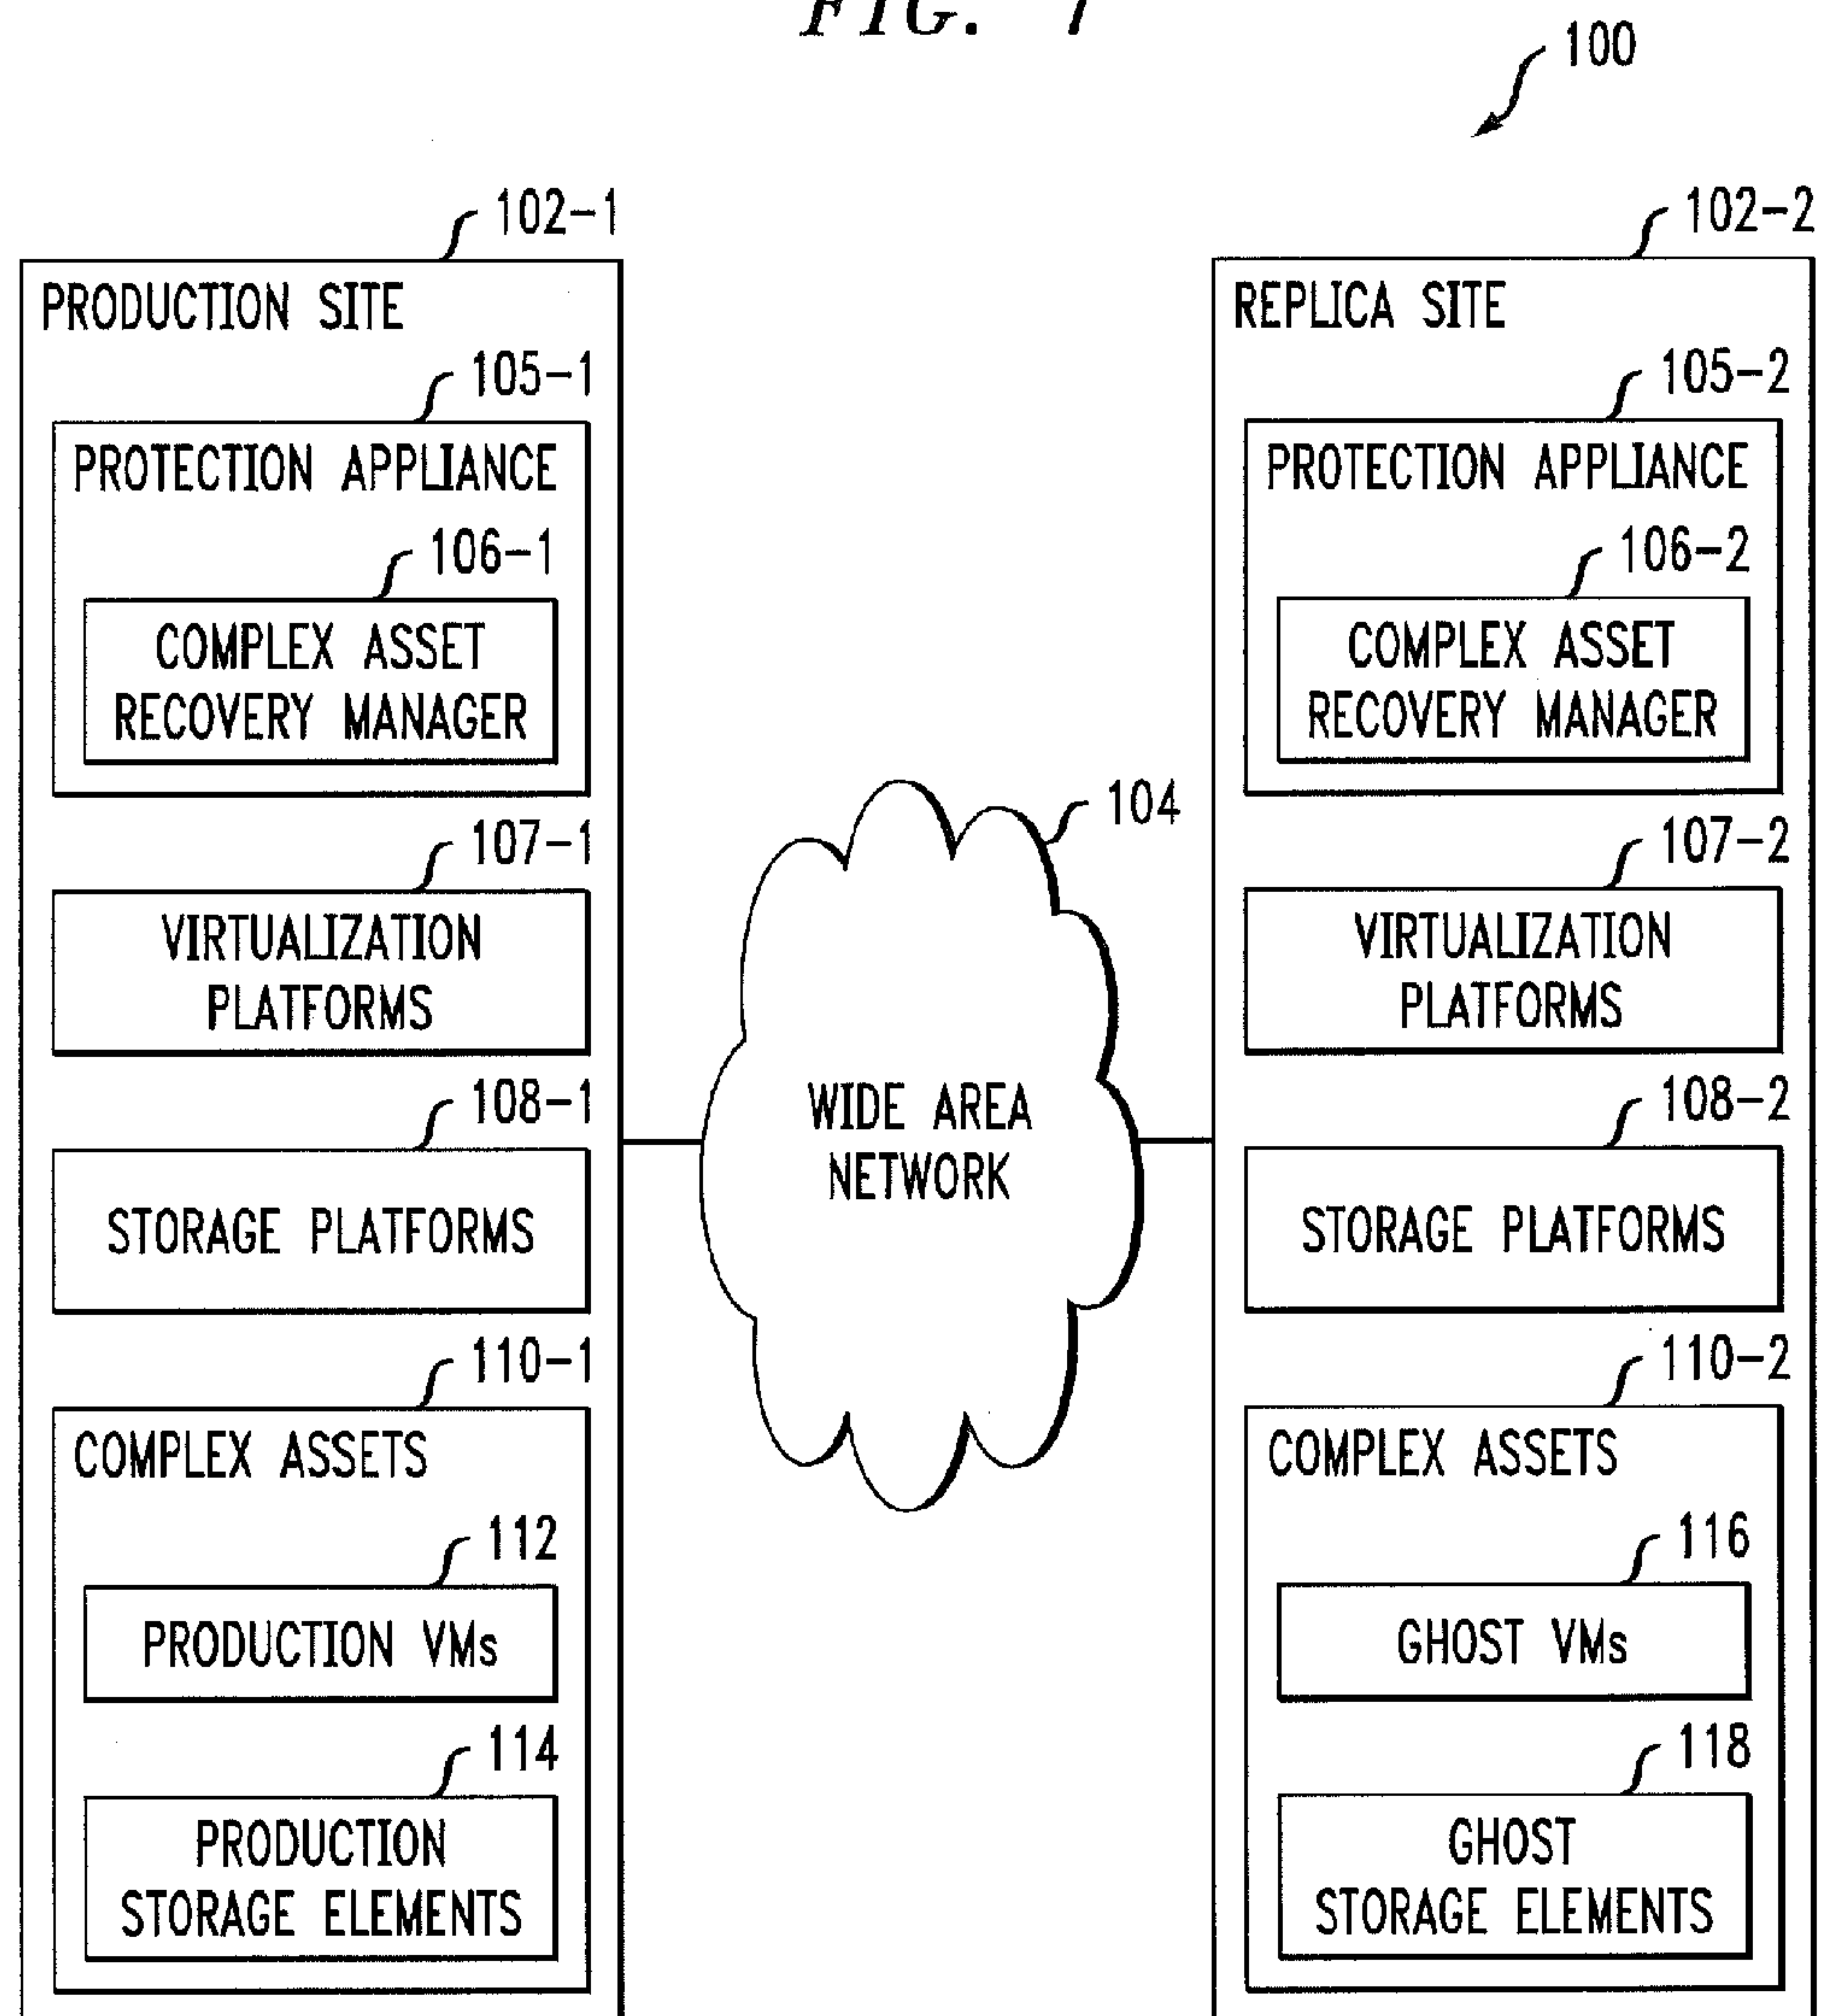 FIG. 1
100
102-1
PRODUCTION SITE
105-1
PROTECTION APPLIANCE
106-1
COMPLEX ASSET
RECOVERY MANAGER
107-1
VIRTUALIZATION
PLATFORMS
108-1
STORAGE PLATFORMS
110-1
COMPLEX ASSETS
112
PRODUCTION VMs
114
PRODUCTION
STORAGE ELEMENTS
104
WIDE AREA
NETWORK
102-2
REPLICA SITE
105-2
PROTECTION APPLIANCE
106-2
COMPLEX ASSET
RECOVERY MANAGER
107-2
VIRTUALIZATION
PLATFORMS
108-2
STORAGE PLATFORMS
110-2
COMPLEX ASSETS
116
GHOST VMs
118
GHOST
STORAGE ELEMENTS